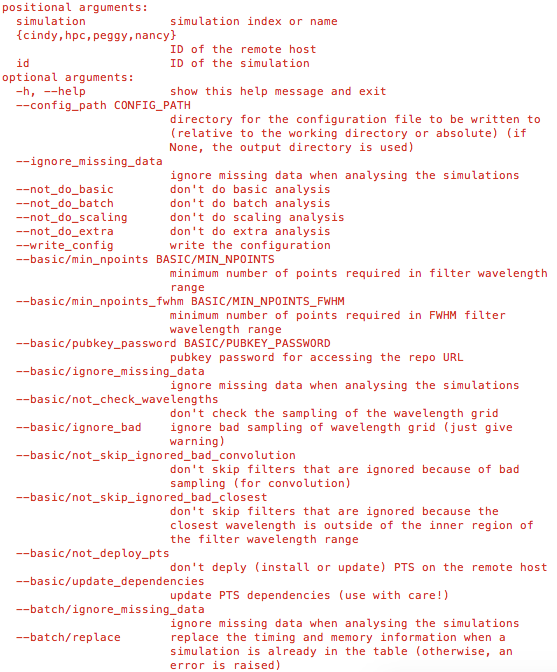 positional arguments:
simulation simulation index or name
{cindy,hpc,peggy,nancy}
ID of the remote host
id ID of the simulation
optional arguments:
-h, --help show this help message and exit
--config_path CONFIG_PATH
directory for the configuration file to be written to
(relative to the working directory or absolute) (if
None, the output directory is used)
--ignore_missing_data
ignore missing data when analysing the simulations
--not_do_basic don't do basic analysis
--not_do_batch don't do batch analysis
--not_do_scaling don't do scaling analysis
--not_do_extra don't do extra analysis
--write_config write the configuration
--basic/min_npoints BASIC/MIN_NPOINTS
minimum number of points required in filter wavelength
range
--basic/min_npoints_fwhm BASIC/MIN_NPOINTS_FWHM
minimum number of points required in FWHM filter
wavelength range
--basic/pubkey_password BASIC/PUBKEY_PASSWORD
pubkey password for accessing the repo URL
--basic/ignore_missing_data
ignore missing data when analysing the simulations
--basic/not_check_wavelengths
don't check the sampling of the wavelength grid
--basic/ignore_bad ignore bad sampling of wavelength grid (just give
warning)
--basic/not_skip_ignored_bad_convolution
don't skip filters that are ignored because of bad
sampling (for convolution)
--basic/not_skip_ignored_bad_closest
don't skip filters that are ignored because the
closest wavelength is outside of the inner region of
the filter wavelength range
--basic/not_deploy_pts
don't deply (install or update) PTS on the remote host
--basic/update_dependencies
update PTS dependencies (use with care!)
--batch/ignore_missing_data
ignore missing data when analysing the simulations
--batch/replace replace the timing and memory information when a
simulation is already in the table (otherwise, an
error is raised)